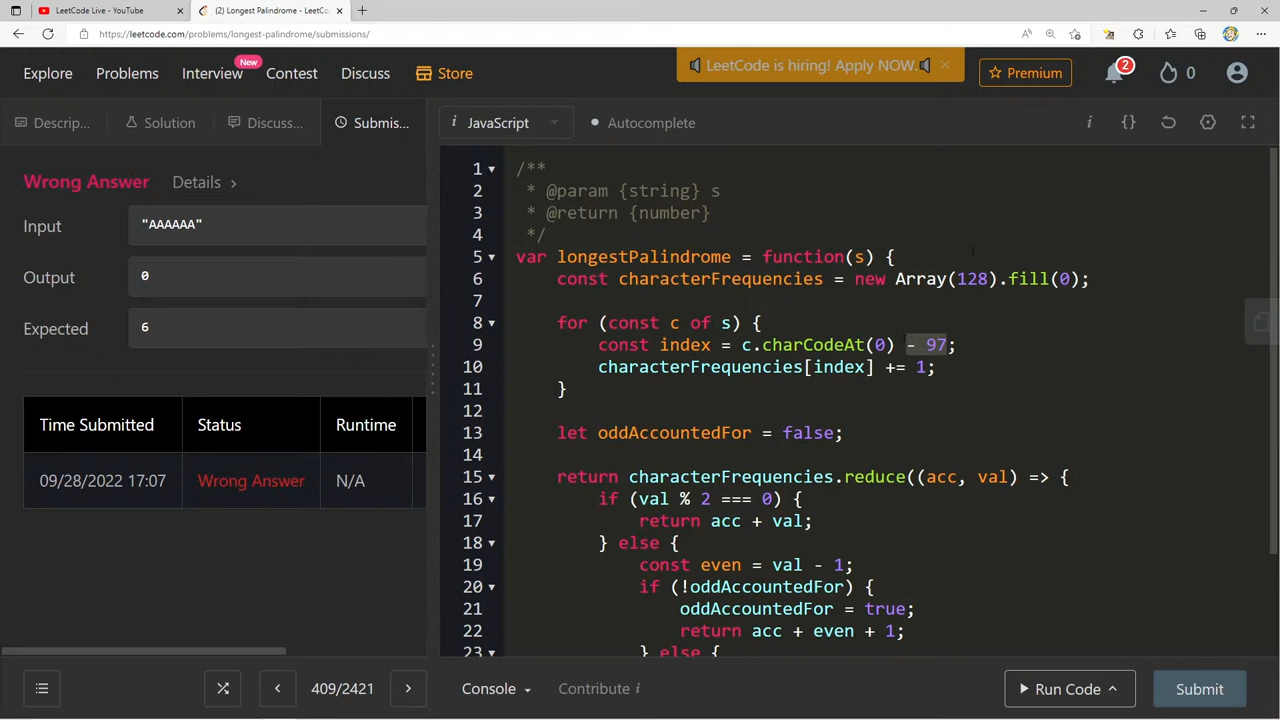 LeetCode Live - YouTube
(2) Longest Palindrome - LeetCod
https://leetcode.com/problems/longest-palindrome/submissions/
Explore
Problems
Interview
New
Contest
Discuss
Store
LeetCode is hiring! Apply NOW.
Premium
2
0
Descrip...
Solution
Discuss...
Submis...
i JavaScript
Autocomplete
Wrong Answer
Details
Input
"AAAAAA"
Output
0
Expected
6
Time Submitted
Status
Runtime
09/28/2022 17:07
Wrong Answer
N/A
1 /**
2 * @param {string} s
3 * @return {number}
4 */
5 var longestPalindrome = function(s) {
6 const characterFrequencies = new Array(128).fill(0);
7
8 for (const c of s) {
9 const index = c.charCodeAt(0) - 97;
10 characterFrequencies[index] += 1;
11 }
12
13 let oddAccountedFor = false;
14
15 return characterFrequencies.reduce((acc, val) => {
16 if (val % 2 === 0) {
17 return acc + val;
18 } else {
19 const even = val - 1;
20 if (!oddAccountedFor) {
21 oddAccountedFor = true;
22 return acc + even + 1;
23 } else {
409/2421
Console
Contribute i
Run Code
Submit